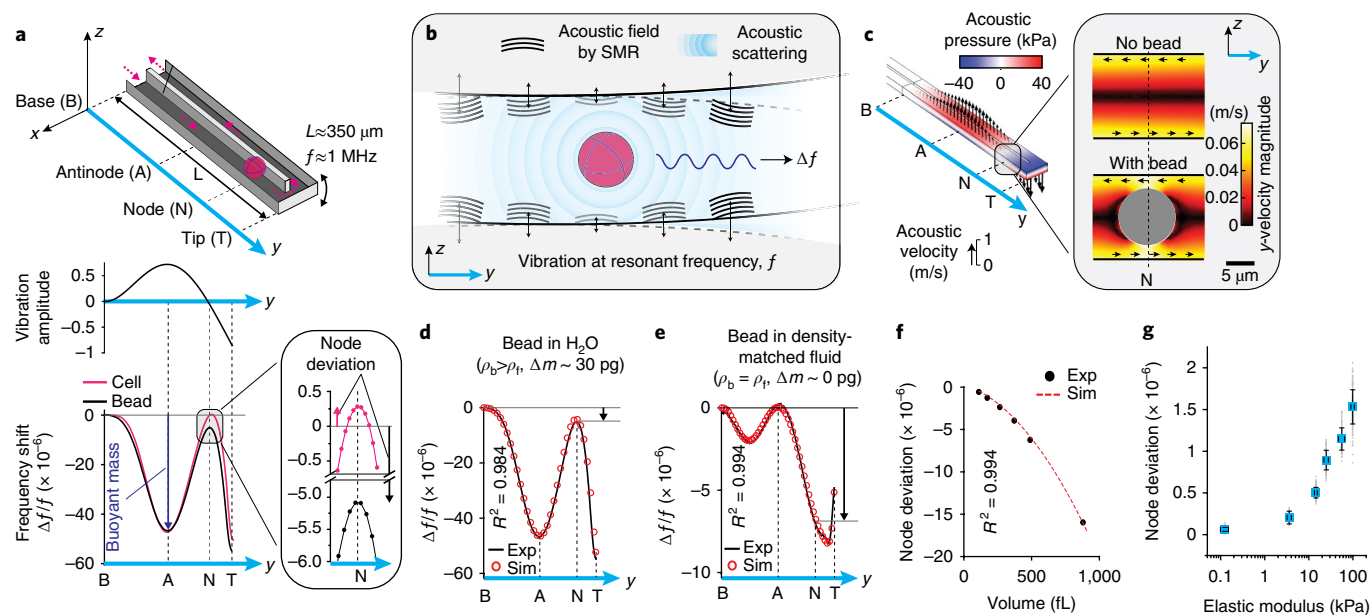 a
z
Base (B)
x
L≈350 μm
f≈1 MHz
Antinode (A)
L
Node (N)
Tip (T)
y
Vibration
amplitude
0.5
0
−0.5
−1
y
Cell
Bead
Frequency shift
Δf/f (× 10⁻⁶)
0
−20
−40
−60
Buoyant mass
B
A
N
T
y
Node
deviation
0.5
0
−0.5
−5.0
−5.5
−6.0
N
b
Acoustic field
by SMR
Acoustic
scattering
Δf
z
y
Vibration at resonant frequency, f
c
Acoustic
pressure (kPa)
−40
0
40
B
A
N
T
y
Acoustic
velocity
(m/s)
1
0
z
y
No bead
With bead
(m/s)
0.06
0.04
0.02
0
y-velocity magnitude
N
5 μm
d
Bead in H₂O
(ρb>ρf, Δm ~ 30 pg)
Δf/f (× 10⁻⁶)
0
−20
−40
−60
R² = 0.984
Exp
Sim
B
A
N
T
y
e
Bead in density-
matched fluid
(ρb = ρf, Δm ~ 0 pg)
Δf/f (× 10⁻⁶)
0
−5
−10
R² = 0.994
Exp
Sim
B
A
N
T
y
f
Exp
Sim
Node deviation (× 10⁻⁶)
0
−5
−10
−15
−20
R² = 0.994
0
500
1,000
Volume (fL)
g
Node deviation (× 10⁻⁶)
2
1.5
1
0.5
0
0.1
1
10
100
Elastic modulus (kPa)